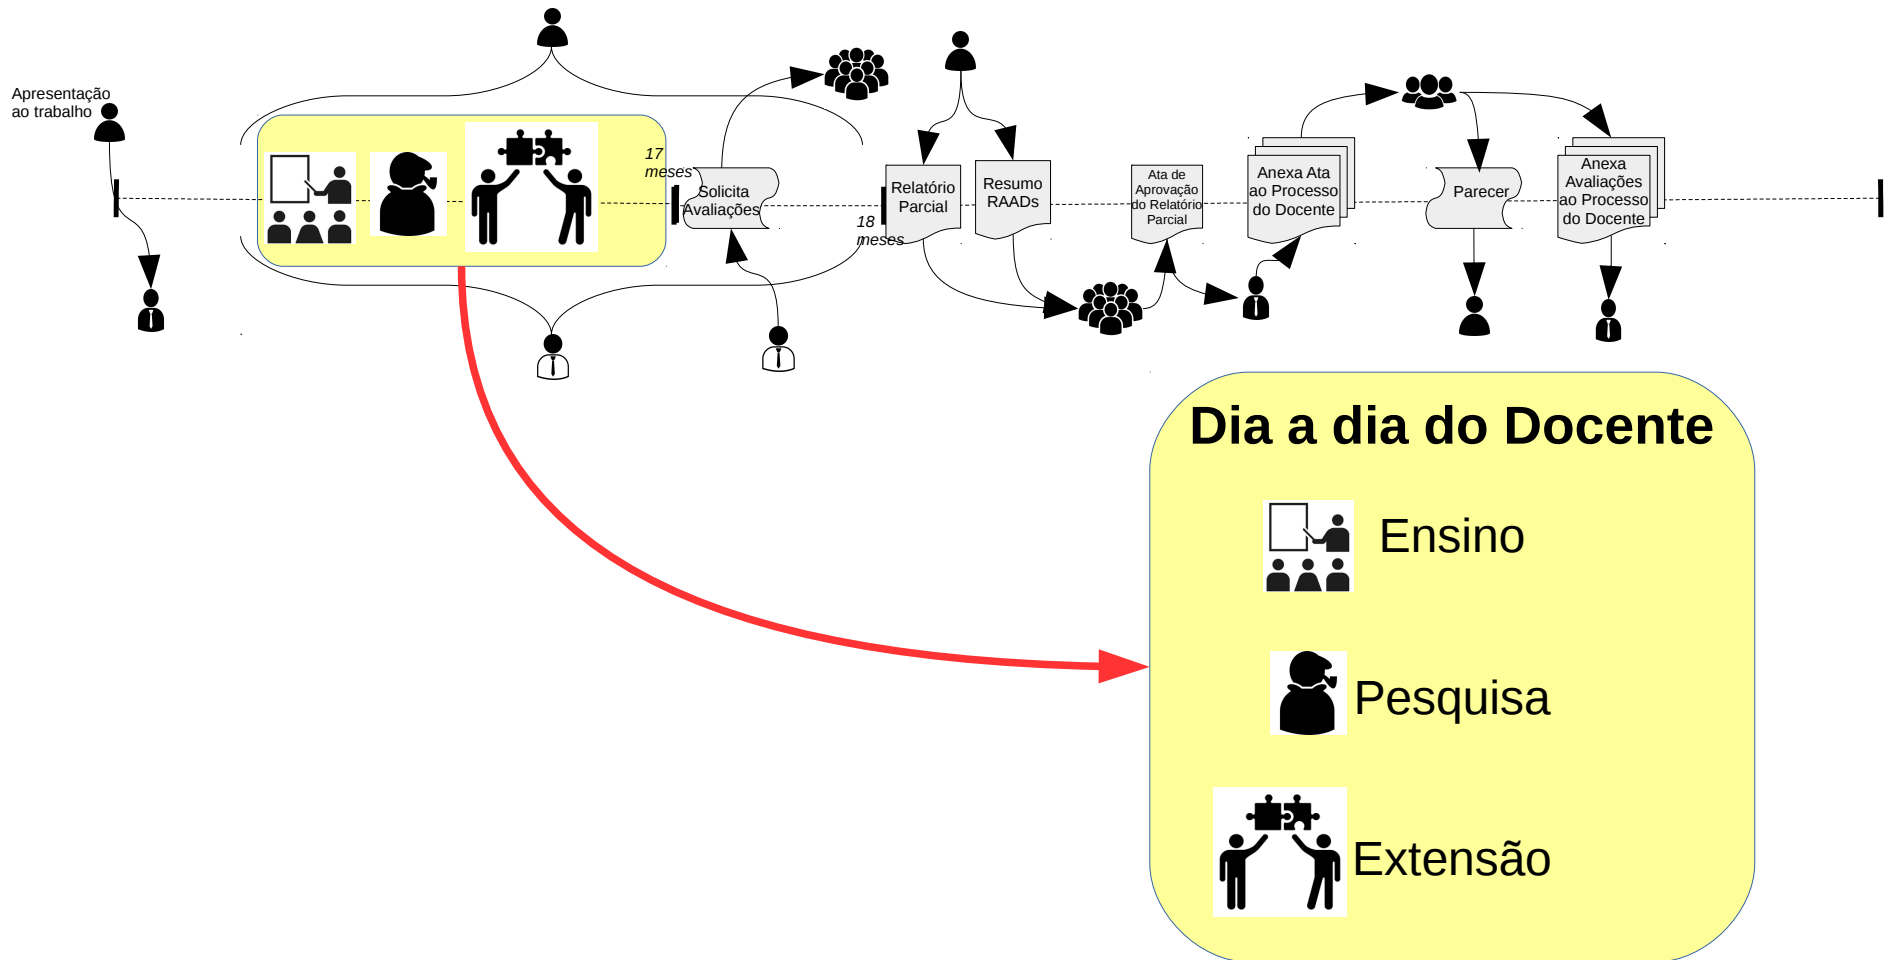 Apresentação
ao trabalho
17
meses
Solicita
Avaliações
18
meses
Relatório
Parcial
Resumo
RAADs
Ata de
Aprovação
do Relatório
Parcial
Anexa Ata
ao Processo
do Docente
Parecer
Anexa
Avaliações
ao Processo
do Docente
Dia a dia do Docente
Ensino
Pesquisa
Extensão